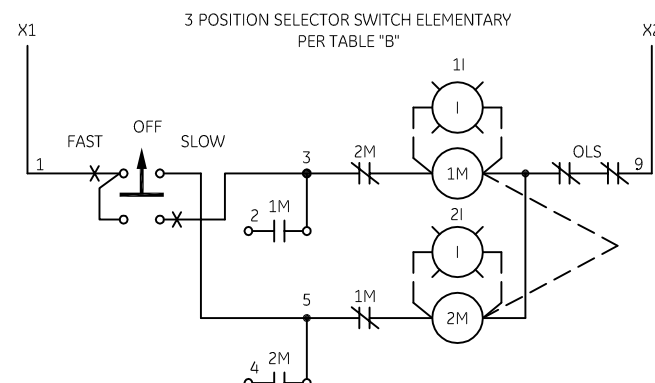 3 POSITION SELECTOR SWITCH ELEMENTARY
PER TABLE "B"
X1
X2
1I
I
FAST
OFF
SLOW
1
3
2M
1M
OLS
9
2
1M
2I
I
5
1M
2M
4
2M